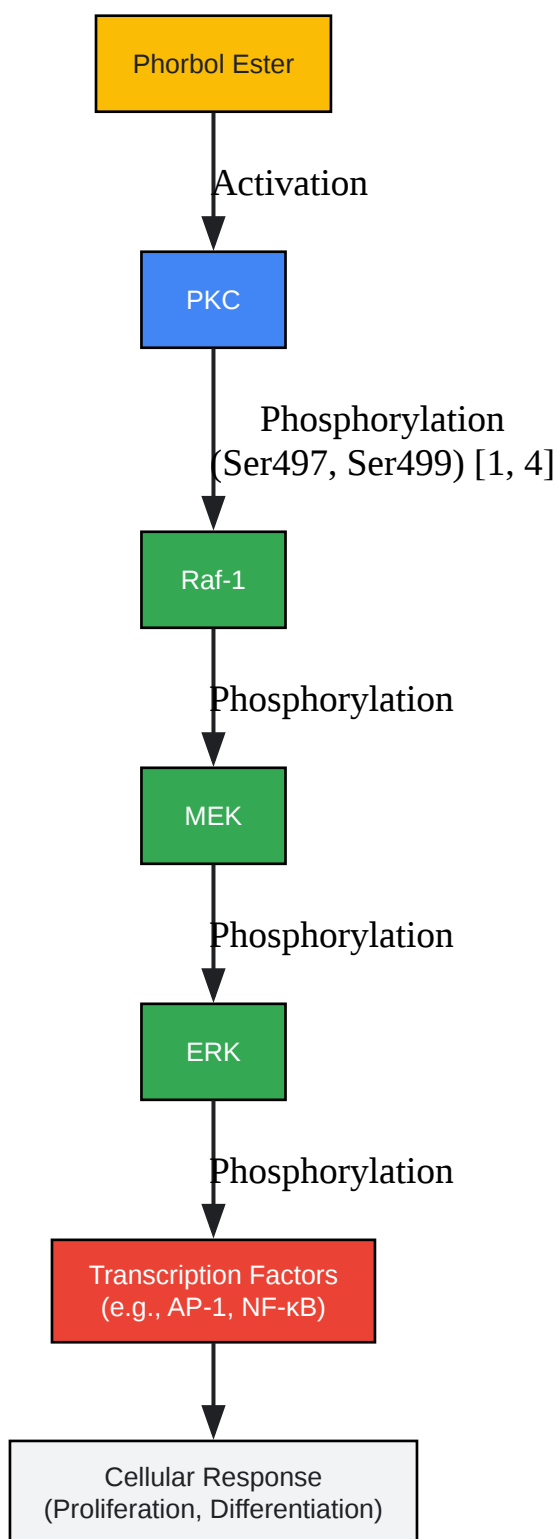 Phorbol Ester
Activation
PKC
Phosphorylation
(Ser497, Ser499) [1, 4]
Raf-1
Phosphorylation
MEK
Phosphorylation
ERK
Phosphorylation
Transcription Factors
(e.g., AP-1, NF-κB)
Cellular Response
(Proliferation, Differentiation)